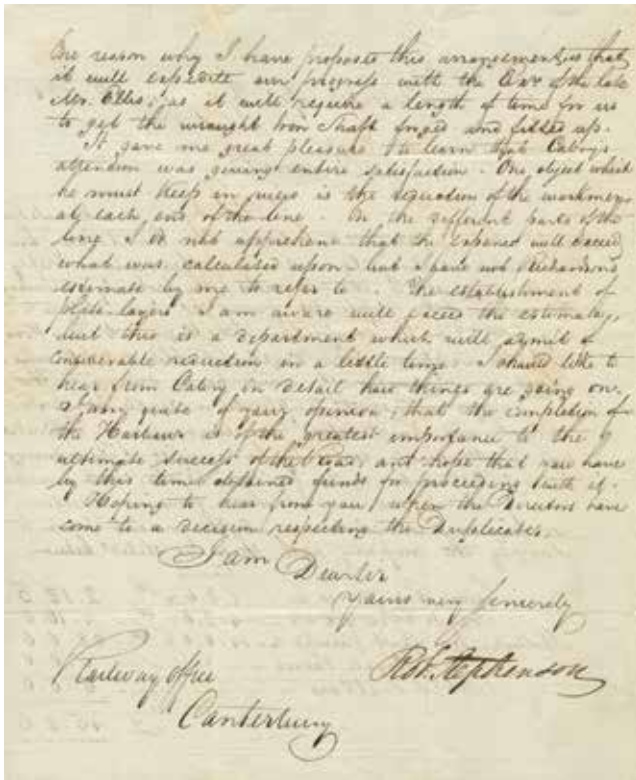 One reason why I have proposed this arrangement is that
it will expedite our progress with the Care of the late
Mr. Ellis, as it will require a length of time for us
to get the wrought Iron Shaft forged and fitted up.
It gave me great pleasure to learn that Cabry's
attention was giving entire satisfaction. One object which
he must keep in view is the reduction of the workmen
at each end of the line. On the different parts of the
line I do not apprehend that the expence will exceed
what was calculated upon but I have not Richardson's
estimate by me to refer to. The establishment of
plate-layers I am aware will exceed the estimate,
but this is a department which will admit of
considerable reduction in a little time. I should like to
hear from Cabry in detail how things are going on.
I am quite of your opinion, that the completion of
the Harbour is of the greatest importance to the
ultimate success of the road, and hope that you have
by this time obtained funds for proceeding with it.
Hoping to hear from you when the Directors have
come to a decision respecting the Duplicates.
I am Dear Sir
Yours very sincerely
Robt. Stephenson
Railway Office
Canterbury